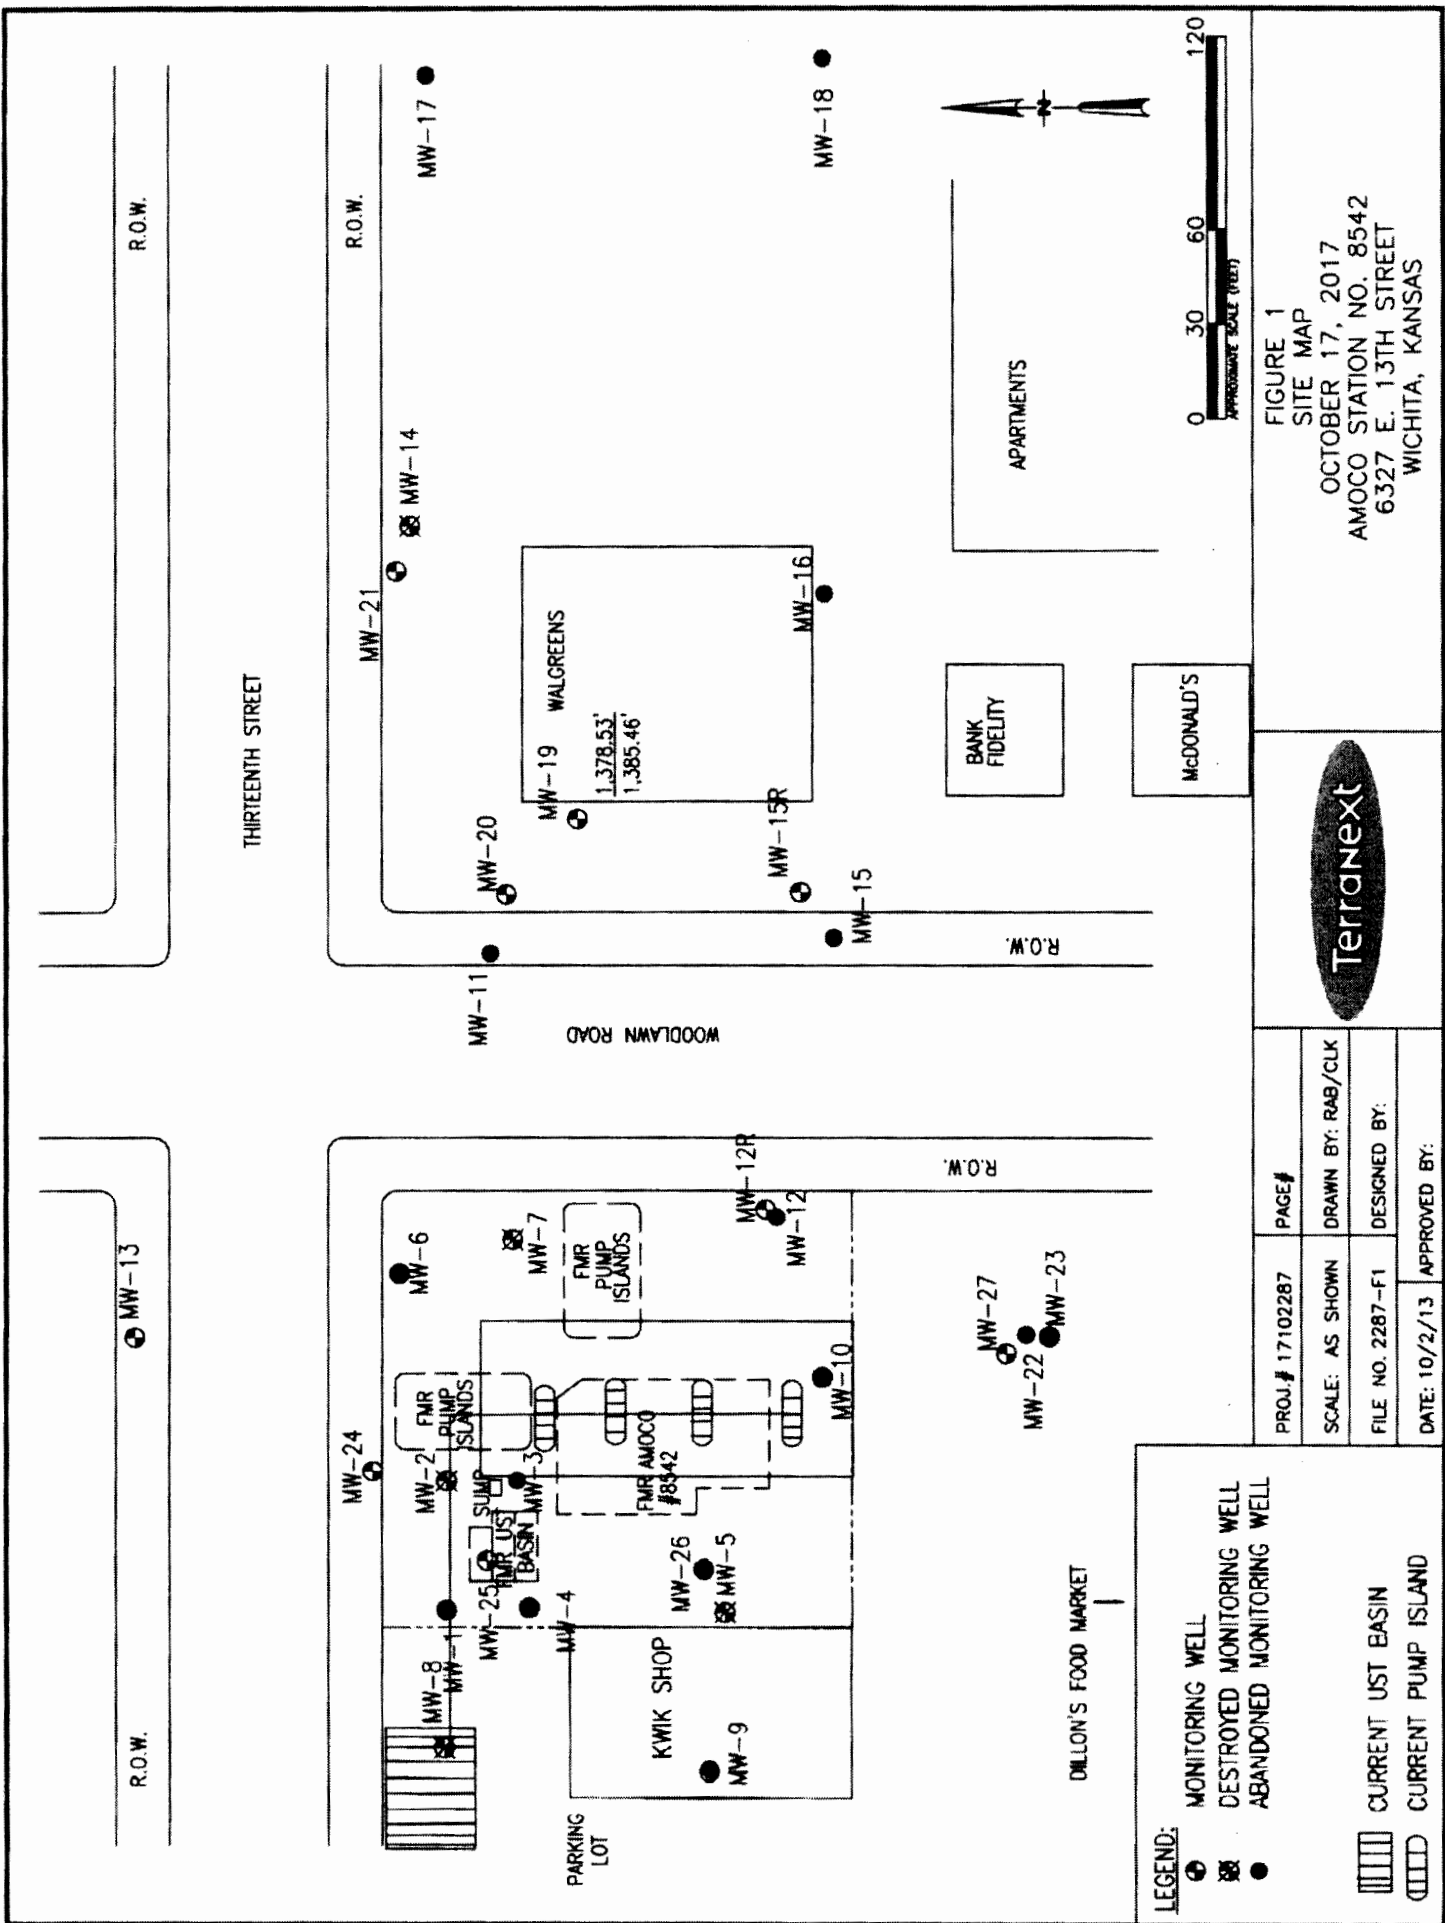 R.O.W.
MW-13
R.O.W.
THIRTEENTH STREET
R.O.W.
MW-24
MW-6
MW-21
MW-14
MW-17
MW-8
MW-1
MW-2
FMR
PUMP
ISLANDS
MW-7
MW-11
MW-20
SUMP
MW-25
FMR UST
BASIN
MW-3
MW-4
FMR
PUMP
ISLANDS
WOODLAWN ROAD
MW-19
WALGREENS
1,378.53'
1,385.46'
PARKING
LOT
KWIK SHOP
MW-9
MW-26
MW-5
FMR AMOCO
#8542
MW-10
MW-12R
MW-12
MW-15R
MW-15
MW-16
MW-18
R.O.W.
R.O.W.
MW-27
MW-22
MW-23
BANK
FIDELITY
APARTMENTS
N
DILLON'S FOOD MARKET
McDONALD'S
0 30 60 120
APPROXIMATE SCALE (FEET)
LEGEND:
MONITORING WELL
DESTROYED MONITORING WELL
ABANDONED MONITORING WELL
CURRENT UST BASIN
CURRENT PUMP ISLAND
PROJ.# 17102287
PAGE#
SCALE: AS SHOWN
DRAWN BY: RAB/CLK
FILE NO. 2287-F1
DESIGNED BY:
DATE: 10/2/13
APPROVED BY:
TerraNext
FIGURE 1
SITE MAP
OCTOBER 17, 2017
AMOCO STATION NO. 8542
6327 E. 13TH STREET
WICHITA, KANSAS